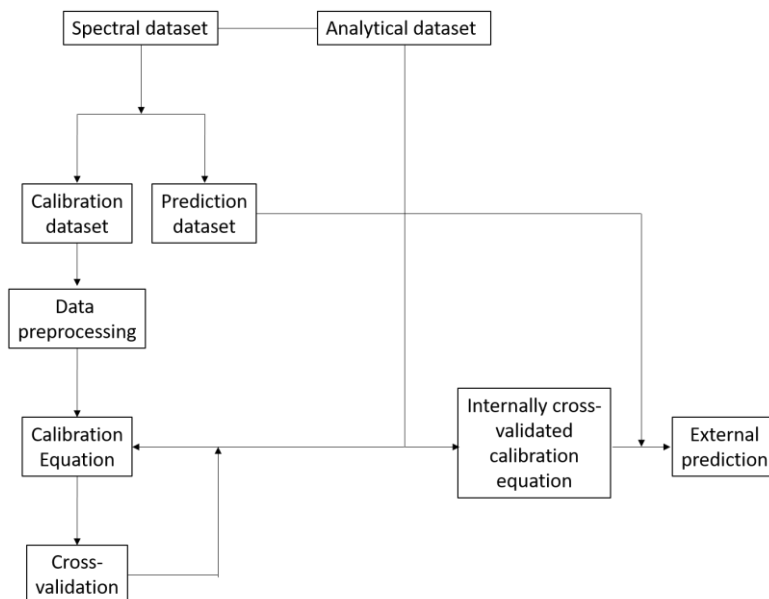 Spectral dataset
Analytical dataset
Calibration
dataset
Prediction
dataset
Data
preprocessing
Calibration
Equation
Internally cross-
validated
calibration
equation
External
prediction
Cross-
validation